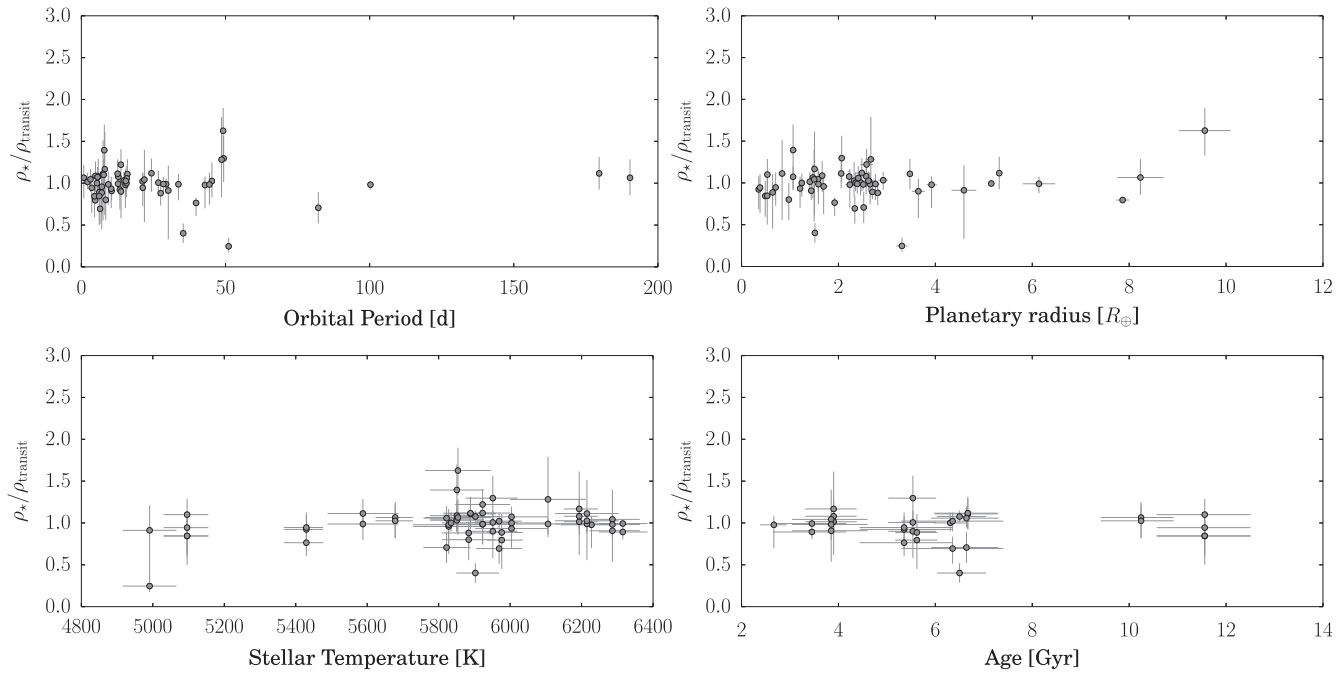 3.0
2.5
2.0
1.5
1.0
0.5
0.0
ρ⋆/ρtransit
0 50 100 150 200
Orbital Period [d]
3.0
2.5
2.0
1.5
1.0
0.5
0.0
ρ⋆/ρtransit
0 2 4 6 8 10 12
Planetary radius [R⊕]
3.0
2.5
2.0
1.5
1.0
0.5
0.0
ρ⋆/ρtransit
4800 5000 5200 5400 5600 5800 6000 6200 6400
Stellar Temperature [K]
3.0
2.5
2.0
1.5
1.0
0.5
0.0
ρ⋆/ρtransit
2 4 6 8 10 12 14
Age [Gyr]